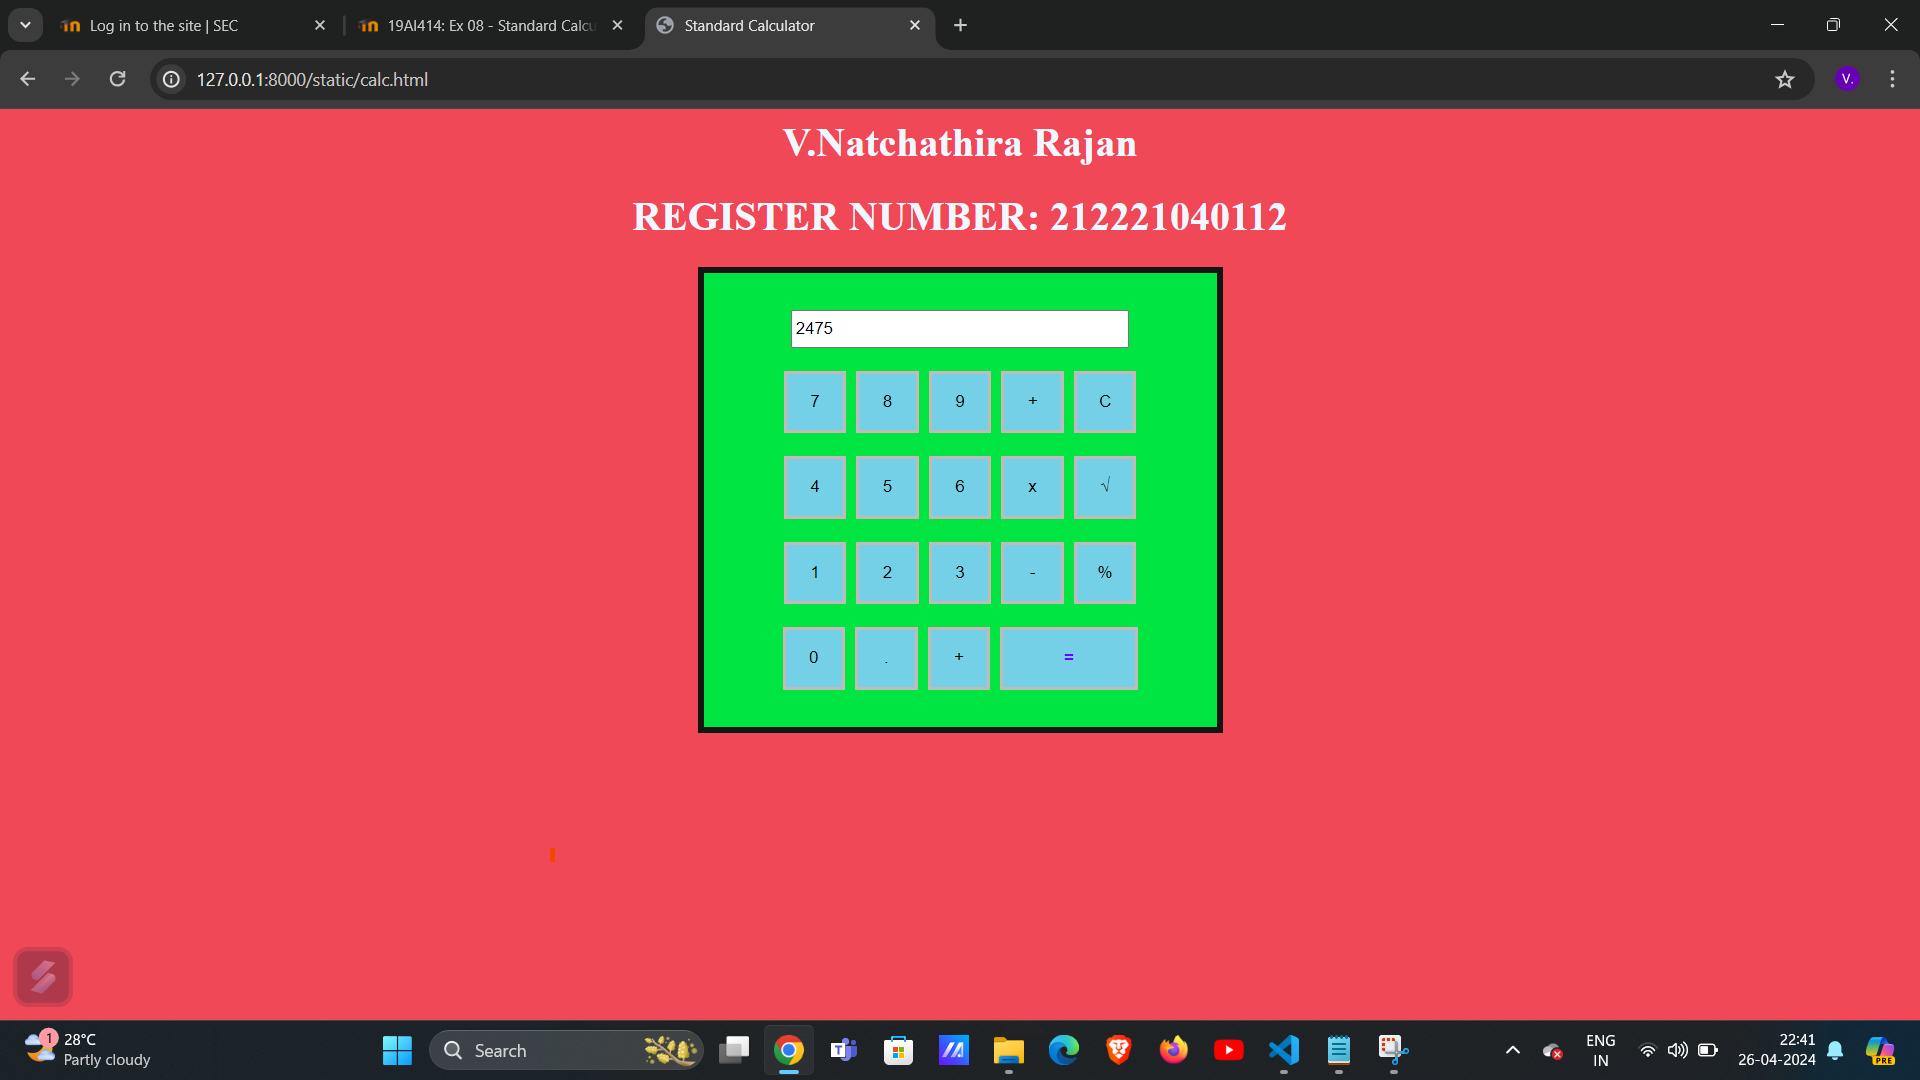 Log in to the site | SEC
19AI414: Ex 08 - Standard Calcu
Standard Calculator
127.0.0.1:8000/static/calc.html
V.
V.Natchathira Rajan
REGISTER NUMBER: 212221040112
2475
7 8 9 + C
4 5 6 x √
1 2 3 - %
0 . + =
1
28°C
Partly cloudy
Search
ENG
IN
22:41
26-04-2024
PRE